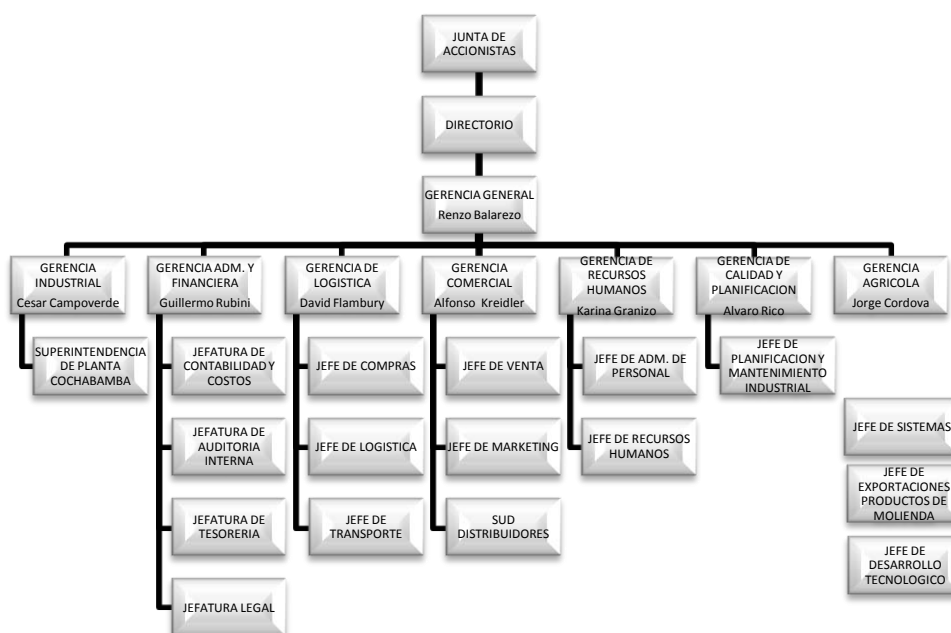 JUNTA DE
ACCIONISTAS
DIRECTORIO
GERENCIA GENERAL
Renzo Balarezo
GERENCIA
INDUSTRIAL
Cesar Campoverde
GERENCIA ADM. Y
FINANCIERA
Guillermo Rubini
GERENCIA DE
LOGISTICA
David Flambury
GERENCIA
COMERCIAL
Alfonso Kreidler
GERENCIA DE
RECURSOS
HUMANOS
Karina Granizo
GERENCIA DE
CALIDAD Y
PLANIFICACION
Alvaro Rico
GERENCIA
AGRICOLA
Jorge Cordova
SUPERINTENDENCIA
DE PLANTA
COCHABAMBA
JEFATURA DE
CONTABILIDAD Y
COSTOS
JEFATURA DE
AUDITORIA
INTERNA
JEFATURA DE
TESORERIA
JEFATURA LEGAL
JEFE DE COMPRAS
JEFE DE LOGISTICA
JEFE DE
TRANSPORTE
JEFE DE VENTA
JEFE DE MARKETING
SUD
DISTRIBUIDORES
JEFE DE ADM. DE
PERSONAL
JEFE DE RECURSOS
HUMANOS
JEFE DE
PLANIFICACION Y
MANTENIMIENTO
INDUSTRIAL
JEFE DE SISTEMAS
JEFE DE
EXPORTACIONES
PRODUCTOS DE
MOLIENDA
JEFE DE
DESARROLLO
TECNOLOGICO